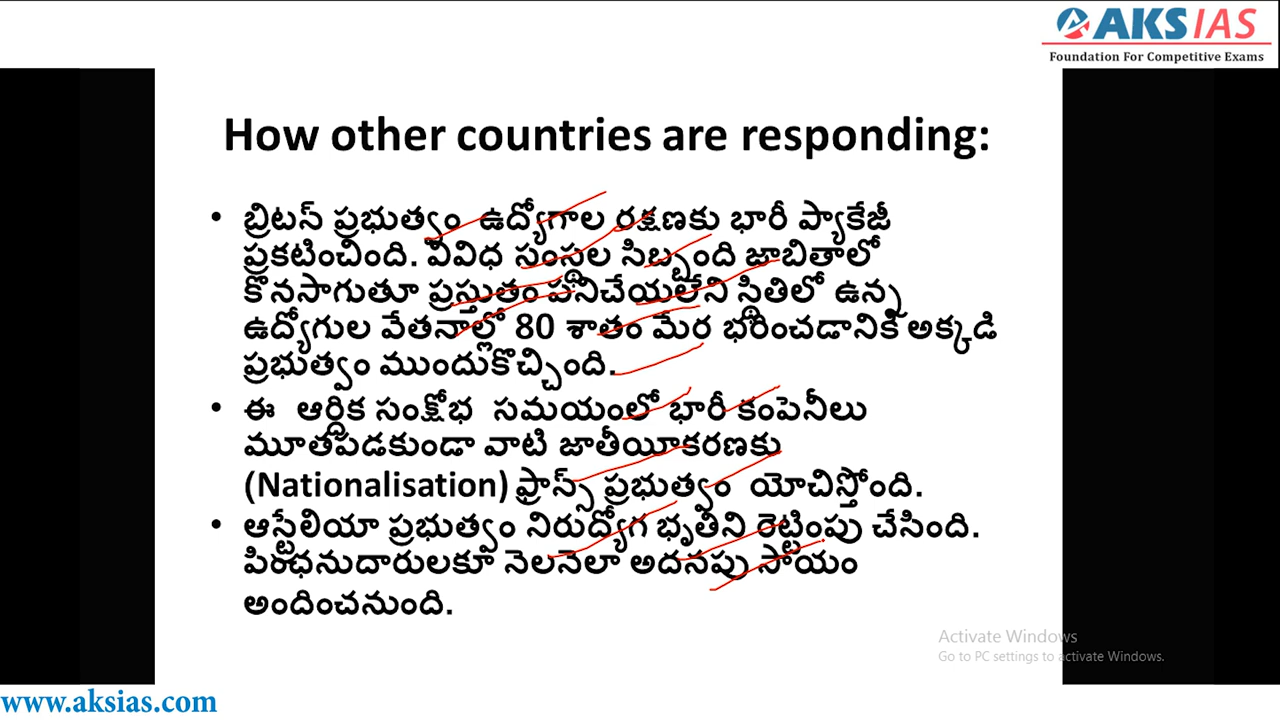 AKS IAS
Foundation For Competitive Exams
How other countries are responding:
• బ్రిటన్ ప్రభుత్వం ఉద్యోగాల రక్షణకు భారీ ప్యాకేజీ
ప్రకటించింది. వివిధ సంస్థల సిబ్బంది జాబితాలో
కొనసాగుతూ ప్రస్తుతం పనిచేయలేని స్థితిలో ఉన్న
ఉద్యోగుల వేతనాల్లో 80 శాతం మేర భరించడానికి అక్కడి
ప్రభుత్వం ముందుకొచ్చింది.
• ఈ ఆర్ధిక సంక్షోభ సమయంలో భారీ కంపెనీలు
మూతపడకుండా వాటి జాతీయీకరణకు
(Nationalisation) ఫ్రాన్స్ ప్రభుత్వం యోచిస్తోంది.
• ఆస్ట్రేలియా ప్రభుత్వం నిరుద్యోగ భృతిని రెట్టింపు చేసింది.
పింఛనుదారులకూ నెలనెలా అదనపు సాయం
అందించనుంది.
Activate Windows
Go to PC settings to activate Windows.
www.aksias.com